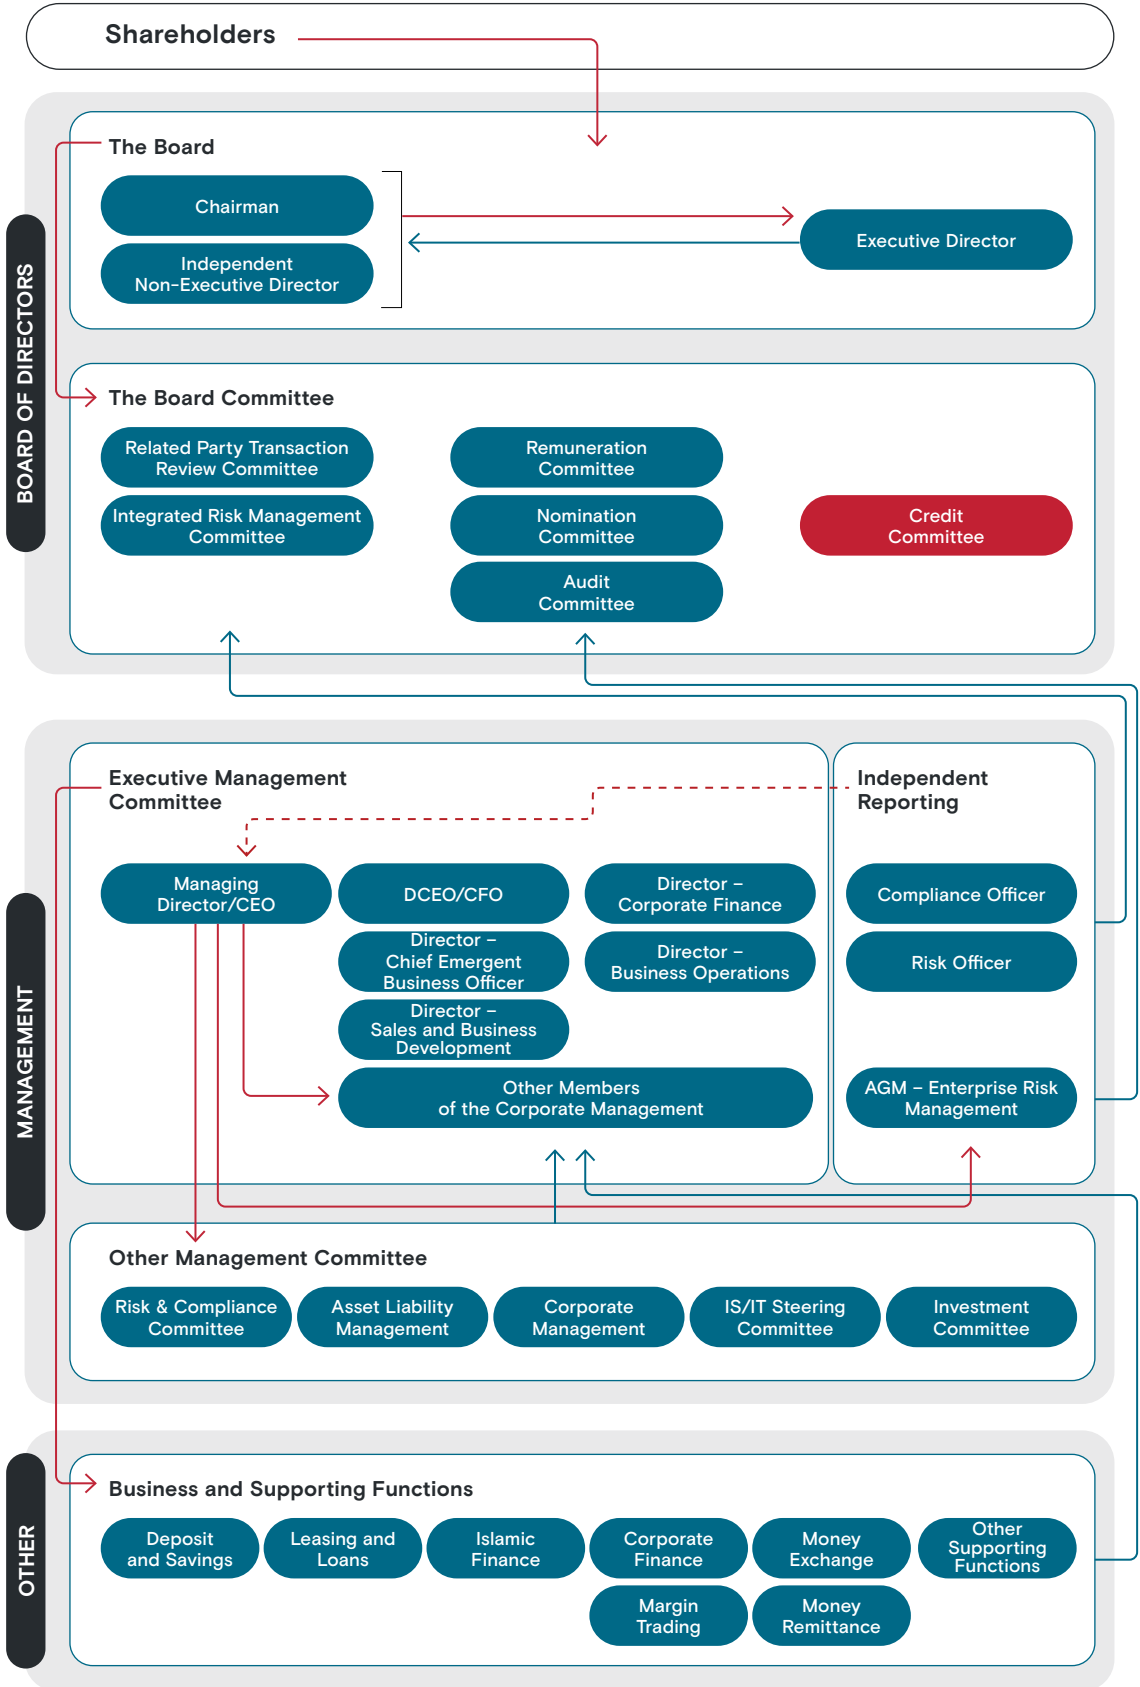 Shareholders
BOARD OF DIRECTORS
The Board
Chairman
Independent
Non-Executive Director
Executive Director
The Board Committee
Related Party Transaction
Review Committee
Integrated Risk Management
Committee
Remuneration
Committee
Nomination
Committee
Audit
Committee
Credit
Committee
MANAGEMENT
Executive Management
Committee
Managing
Director/CEO
DCEO/CFO
Director –
Corporate Finance
Director –
Chief Emergent
Business Officer
Director –
Business Operations
Director –
Sales and Business
Development
Other Members
of the Corporate Management
Independent
Reporting
Compliance Officer
Risk Officer
AGM – Enterprise Risk
Management
Other Management Committee
Risk & Compliance
Committee
Asset Liability
Management
Corporate
Management
IS/IT Steering
Committee
Investment
Committee
OTHER
Business and Supporting Functions
Deposit
and Savings
Leasing and
Loans
Islamic
Finance
Corporate
Finance
Money
Exchange
Other
Supporting
Functions
Margin
Trading
Money
Remittance